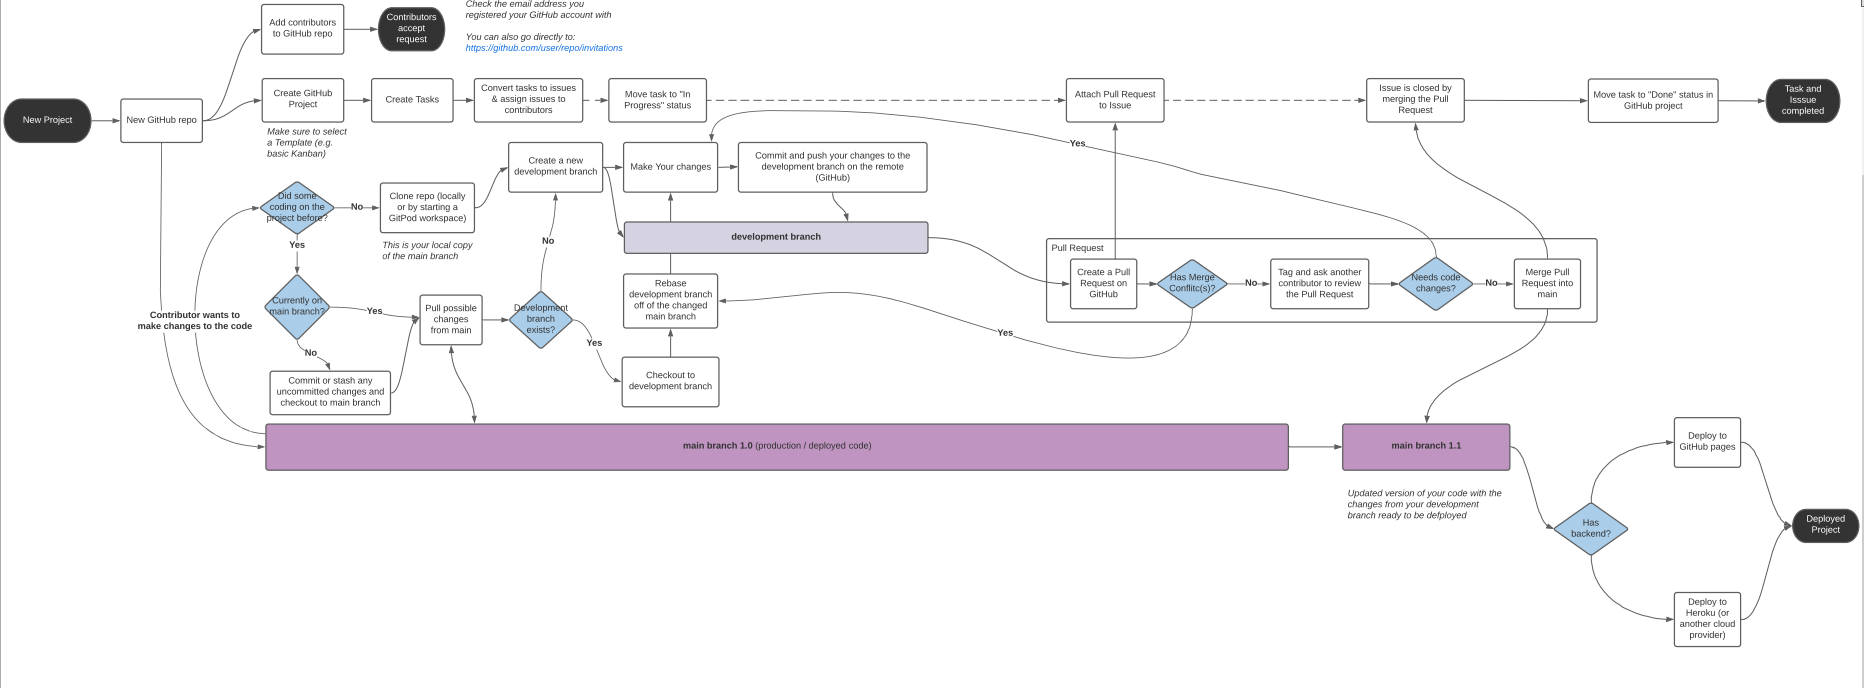 Check the email address you
registered your GitHub account with
You can also go directly to:
https://github.com/user/repo/invitations
Add contributors
to GitHub repo
Contributors
accept
request
New Project
New GitHub repo
Create GitHub
Project
Make sure to select
a Template (e.g.
basic Kanban)
Create Tasks
Convert tasks to issues
& assign issues to
contributors
Move task to "In
Progress" status
Attach Pull Request
to Issue
Issue is closed by
merging the Pull
Request
Move task to "Done" status in
GitHub project
Task and
Isssue
completed
Contributor wants to
make changes to the code
Did some
coding on the
project before?
No
Yes
Clone repo (locally
or by starting a
GitPod workspace)
This is your local copy
of the main branch
Create a new
development branch
Make Your changes
Commit and push your changes to the
development branch on the remote
(GitHub)
Yes
development branch
Currently on
main branch?
Yes
No
Commit or stash any
uncommitted changes and
checkout to main branch
Pull possible
changes
from main
Development
branch
exists?
No
Yes
Rebase
development branch
off of the changed
main branch
Checkout to
development branch
Pull Request
Create a Pull
Request on
GitHub
Has Merge
Conflitc(s)?
No
Yes
Tag and ask another
contributor to review
the Pull Request
Needs code
changes?
No
Merge Pull
Request into
main
main branch 1.0 (production / deployed code)
main branch 1.1
Updated version of your code with the
changes from your development
branch ready to be defployed
Has
backend?
Deploy to
GitHub pages
Deploy to
Heroku (or
another cloud
provider)
Deployed
Project